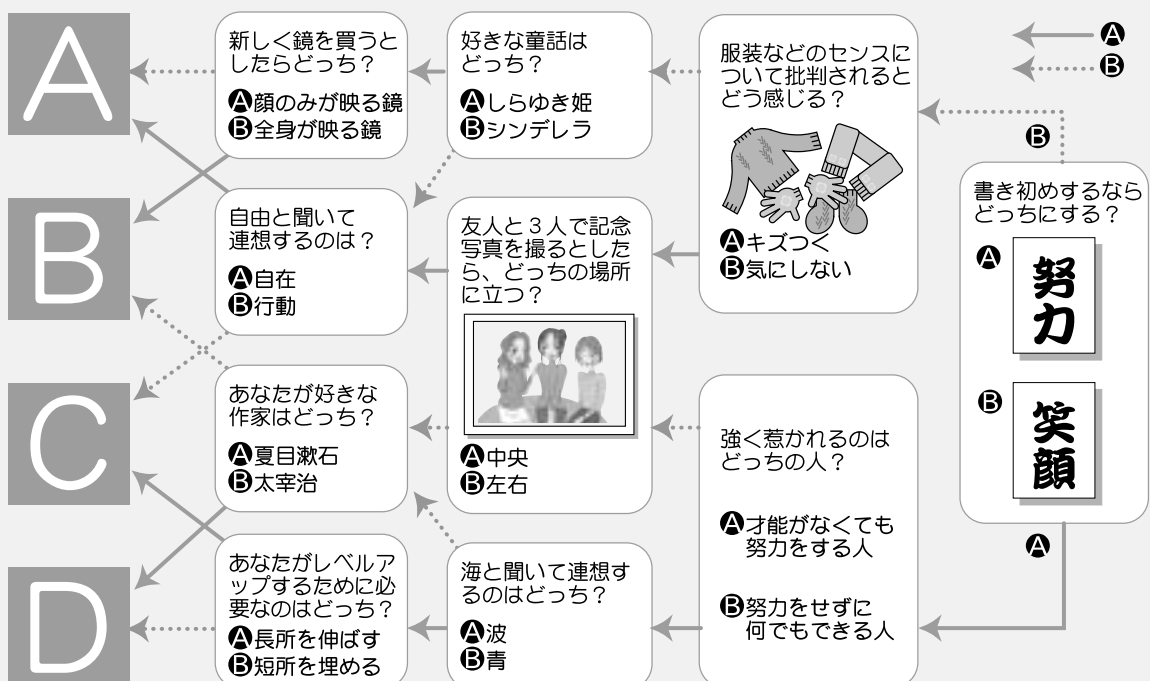 A
B
C
D
新しく鏡を買うと
したらどっち？
A顔のみが映る鏡
B全身が映る鏡
自由と聞いて
連想するのは？
A自在
B行動
あなたが好きな
作家はどっち？
A夏目漱石
B太宰治
あなたがレベルア
ップするために必
要なのはどっち？
A長所を伸ばす
B短所を埋める
好きな童話は
どっち？
Aしらゆき姫
Bシンデレラ
友人と３人で記念
写真を撮るとした
ら、どっちの場所
に立つ？
A中央
B左右
海と聞いて連想す
るのはどっち？
A波
B青
服装などのセンスに
ついて批判されると
どう感じる？
Aキズつく
B気にしない
強く惹かれるのは
どっちの人？
A才能がなくても
努力をする人
B努力をせずに
何でもできる人
A
B
B
書き初めするなら
どっちにする？
A
努力
B
笑顔
A